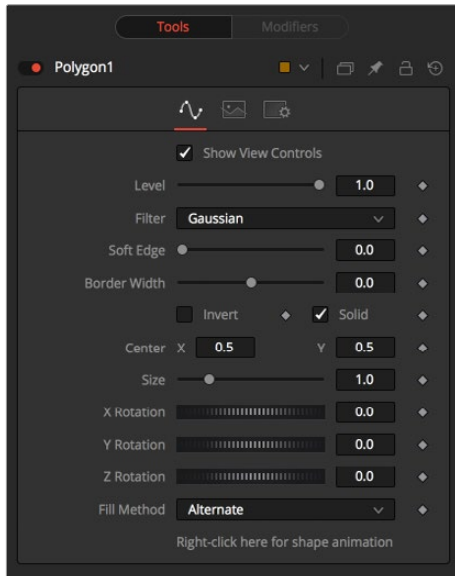 Tools Modifiers
Polygon1
Show View Controls
Level 1.0
Filter Gaussian
Soft Edge 0.0
Border Width 0.0
Invert Solid
Center X 0.5 Y 0.5
Size 1.0
X Rotation 0.0
Y Rotation 0.0
Z Rotation 0.0
Fill Method Alternate
Right-click here for shape animation